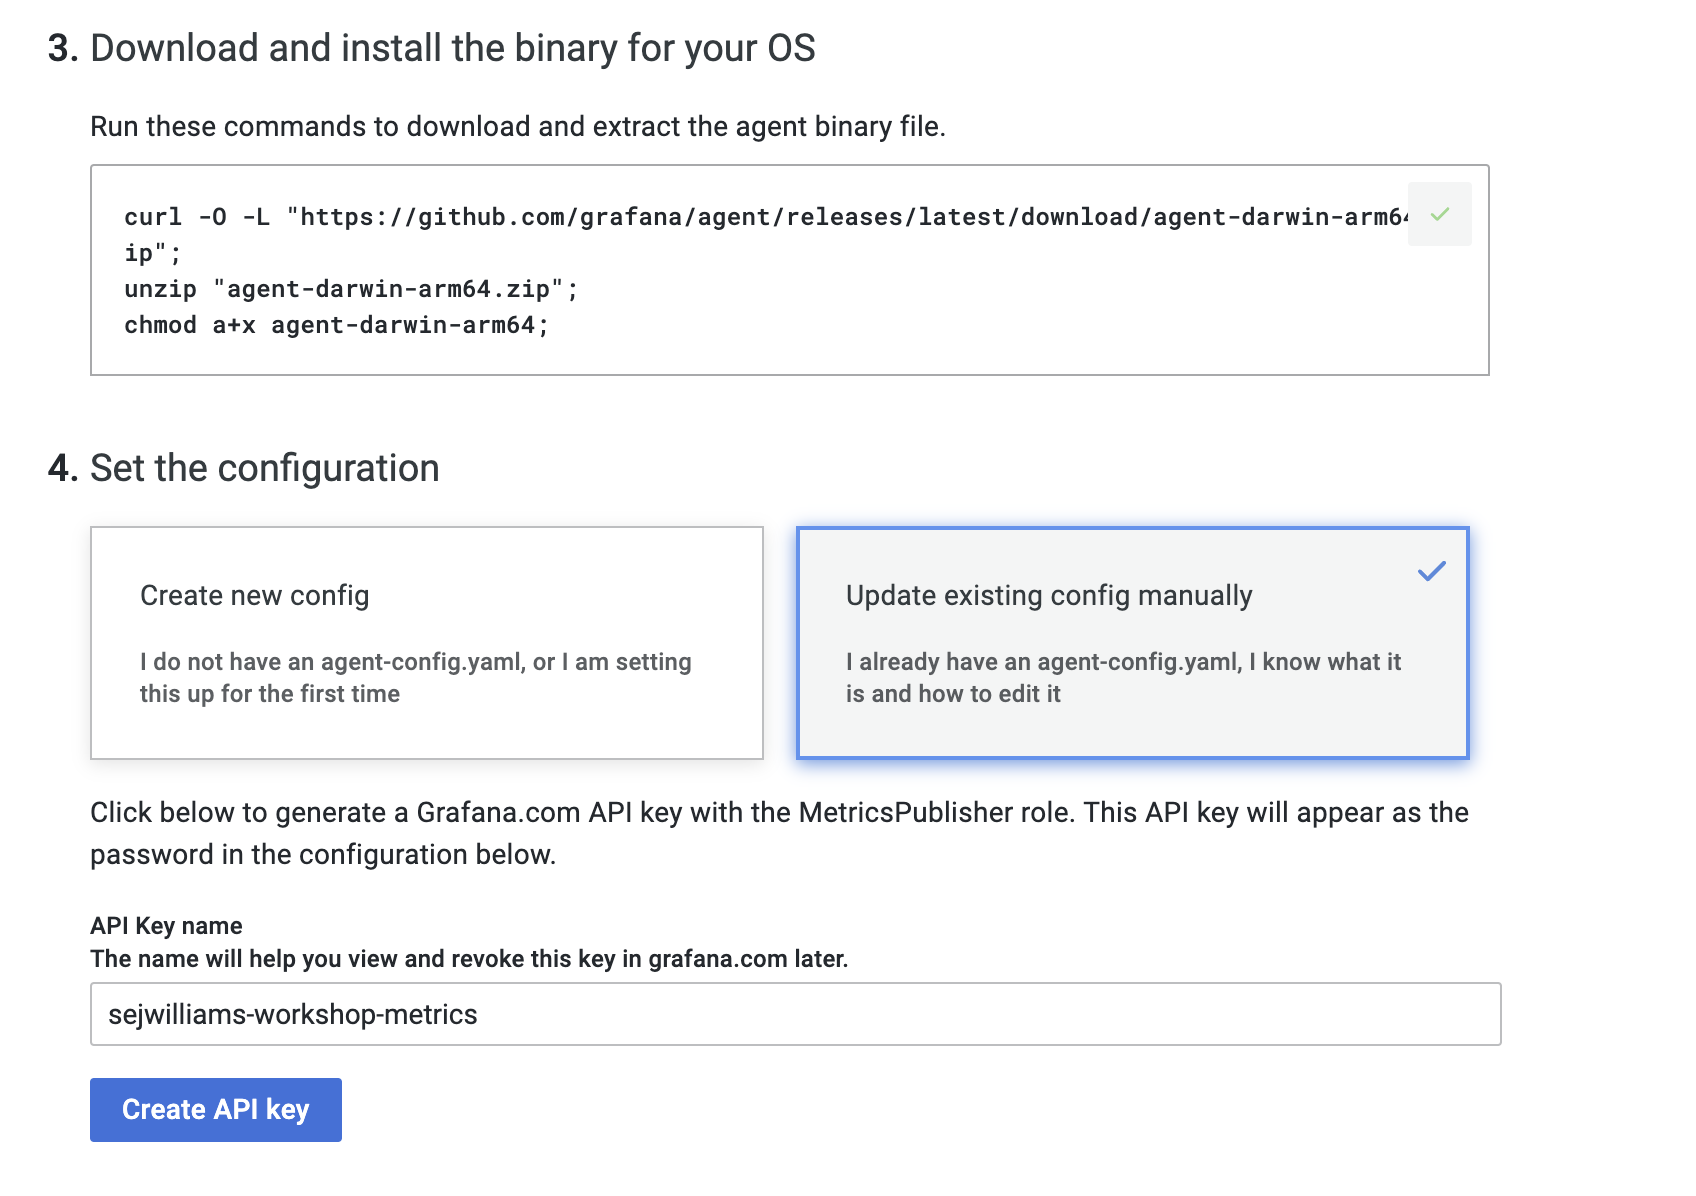 3. Download and install the binary for your OS
Run these commands to download and extract the agent binary file.
curl -O -L "https://github.com/grafana/agent/releases/latest/download/agent-darwin-arm64
ip";
unzip "agent-darwin-arm64.zip";
chmod a+x agent-darwin-arm64;
4. Set the configuration
Create new config
I do not have an agent-config.yaml, or I am setting
this up for the first time
Update existing config manually
I already have an agent-config.yaml, I know what it
is and how to edit it
Click below to generate a Grafana.com API key with the MetricsPublisher role. This API key will appear as the
password in the configuration below.
API Key name
The name will help you view and revoke this key in grafana.com later.
sejwilliams-workshop-metrics
Create API key